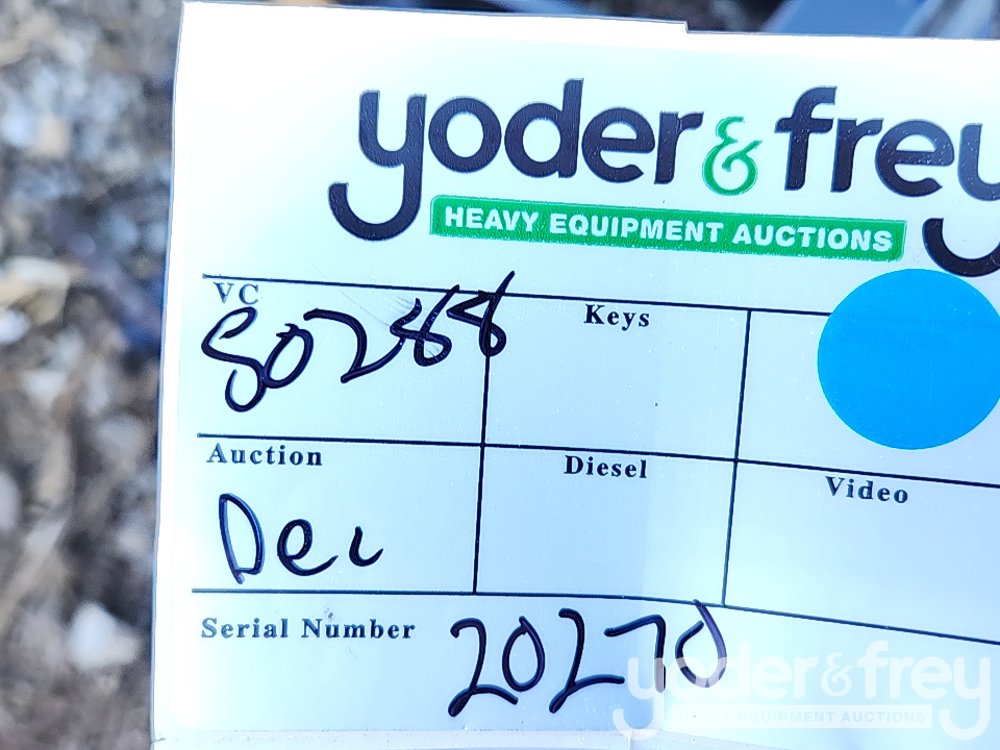 yoder & frey
HEAVY EQUIPMENT AUCTIONS
VC
80288
Keys
Auction
Dec
Diesel
Video
Serial Number
20270
yoder & frey
HEAVY EQUIPMENT AUCTIONS